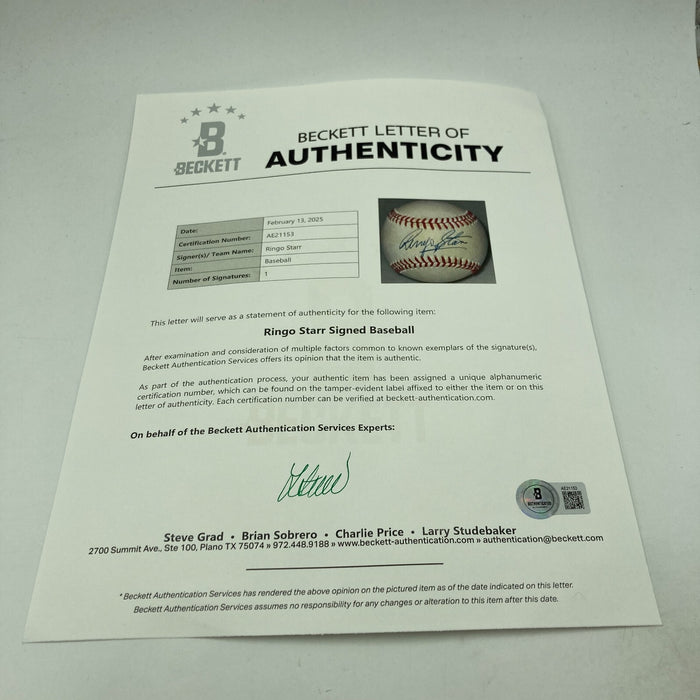 B
BECKETT
BECKETT LETTER OF
AUTHENTICITY
Date: February 13, 2025
Certification Number: AE21153
Signer(s)/ Team Name: Ringo Starr
Item: Baseball
Number of Signatures: 1
Ringo Starr
This letter will serve as a statement of authenticity for the following item:
Ringo Starr Signed Baseball
After examination and consideration of multiple factors common to known exemplars of the signature(s),
Beckett Authentication Services offers its opinion that the item is authentic.
As part of the authentication process, your authentic item has been assigned a unique alphanumeric
certification number, which can be found on the tamper-evident label affixed to either the item or on this
letter of authenticity. Each certification number can be verified at beckett-authentication.com.
On behalf of the Beckett Authentication Services Experts:
B
AE21153
Steve Grad • Brian Sobrero • Charlie Price • Larry Studebaker
2700 Summit Ave., Ste 100, Plano TX 75074 » 972.448.9188 » www.beckett-authentication.com » authentication@beckett.com
* Beckett Authentication Services has rendered the above opinion on the pictured item as of the date indicated on this letter.
Beckett Authentication Services assumes no responsibility for any changes or alteration to this item after this date.